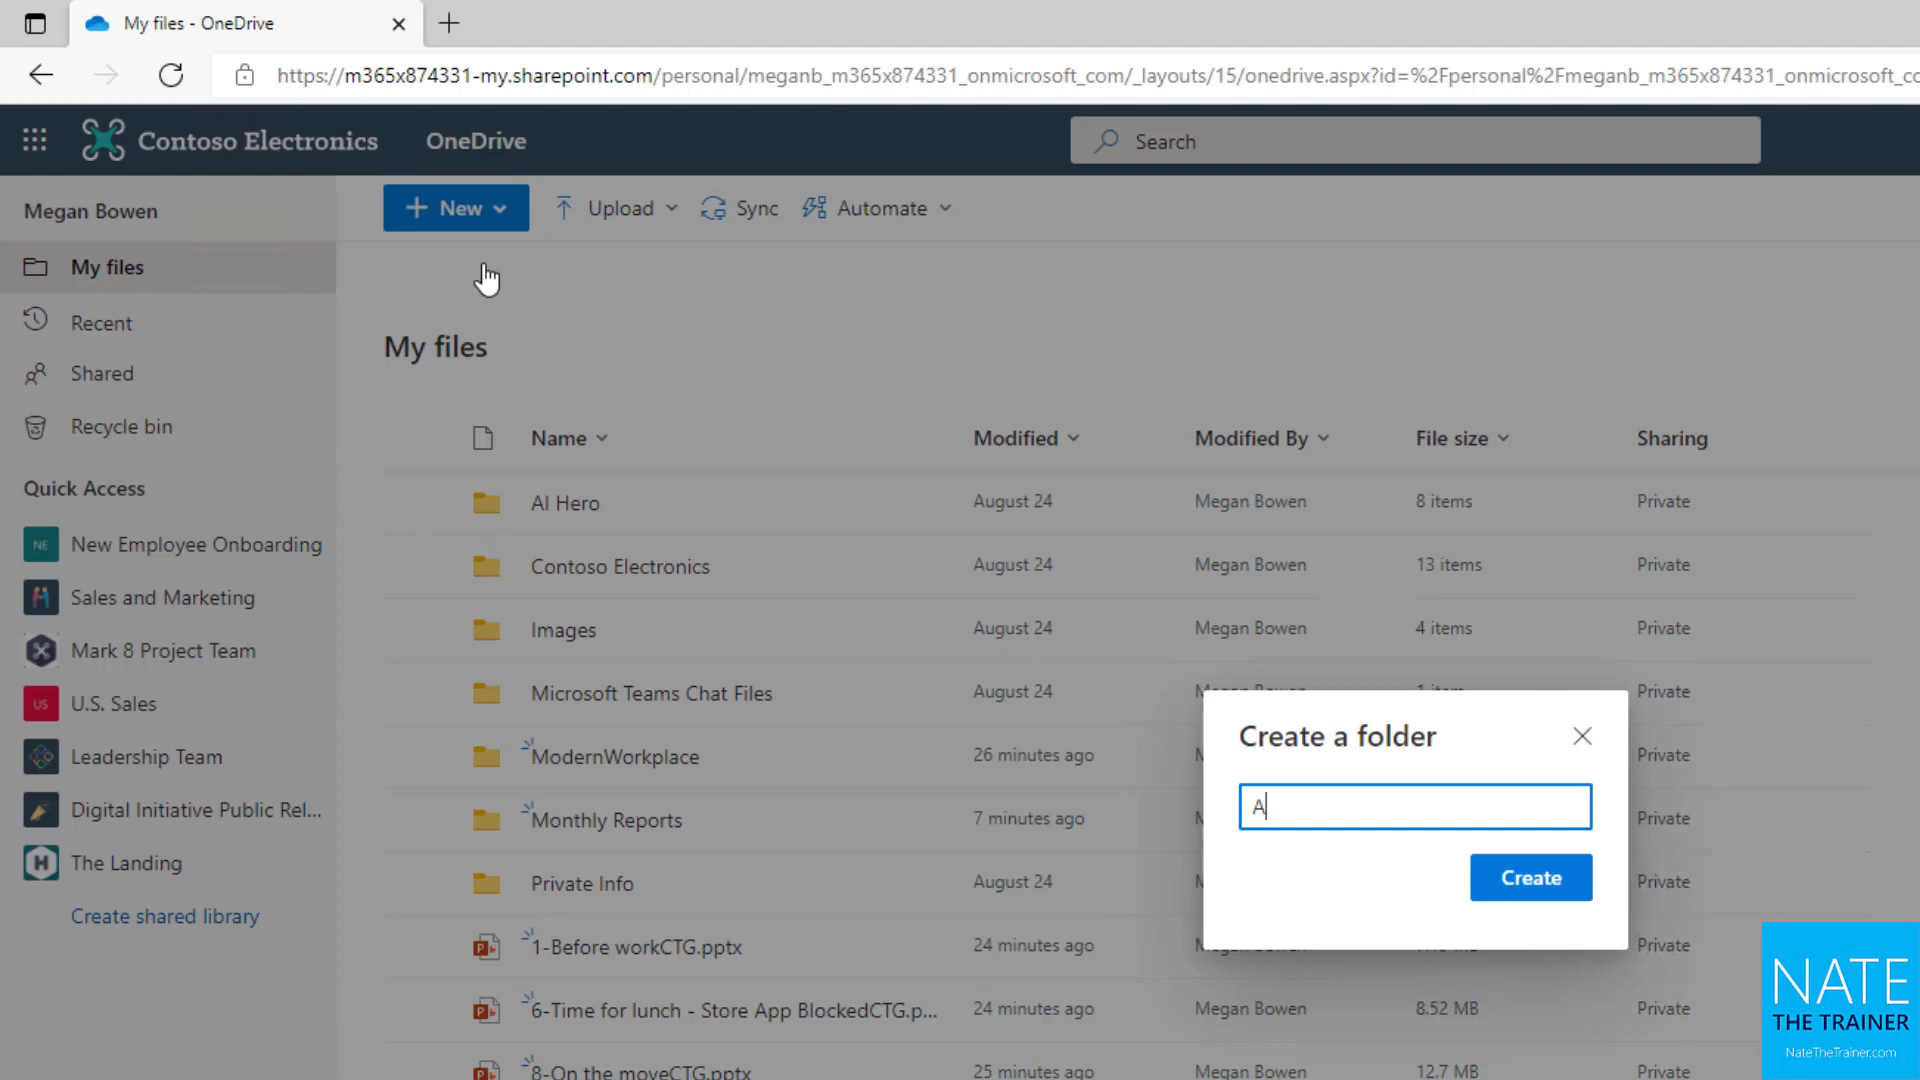 My files - OneDrive
https://m365x874331-my.sharepoint.com/personal/meganb_m365x874331_onmicrosoft_com/_layouts/15/onedrive.aspx?id=%2Fpersonal%2Fmeganb_m365x874331_onmicrosoft_co
Contoso Electronics OneDrive Search
Megan Bowen
My files
Recent
Shared
Recycle bin
Quick Access
NE New Employee Onboarding
Sales and Marketing
Mark 8 Project Team
US U.S. Sales
Leadership Team
Digital Initiative Public Rel...
H The Landing
Create shared library
+ New Upload Sync Automate
My files
Name Modified Modified By File size Sharing
AI Hero August 24 Megan Bowen 8 items Private
Contoso Electronics August 24 Megan Bowen 13 items Private
Images August 24 Megan Bowen 4 items Private
Microsoft Teams Chat Files August 24 Megan Bowen 1 item Private
ModernWorkplace 26 minutes ago Private
Monthly Reports 7 minutes ago Private
Private Info August 24 Private
1-Before workCTG.pptx 24 minutes ago Private
6-Time for lunch - Store App BlockedCTG.p... 24 minutes ago Megan Bowen 8.52 MB Private
8-On the moveCTG.pptx 25 minutes ago Megan Bowen 12.7 MB Private
Create a folder
A
Create
NATE
THE TRAINER
NateTheTrainer.com